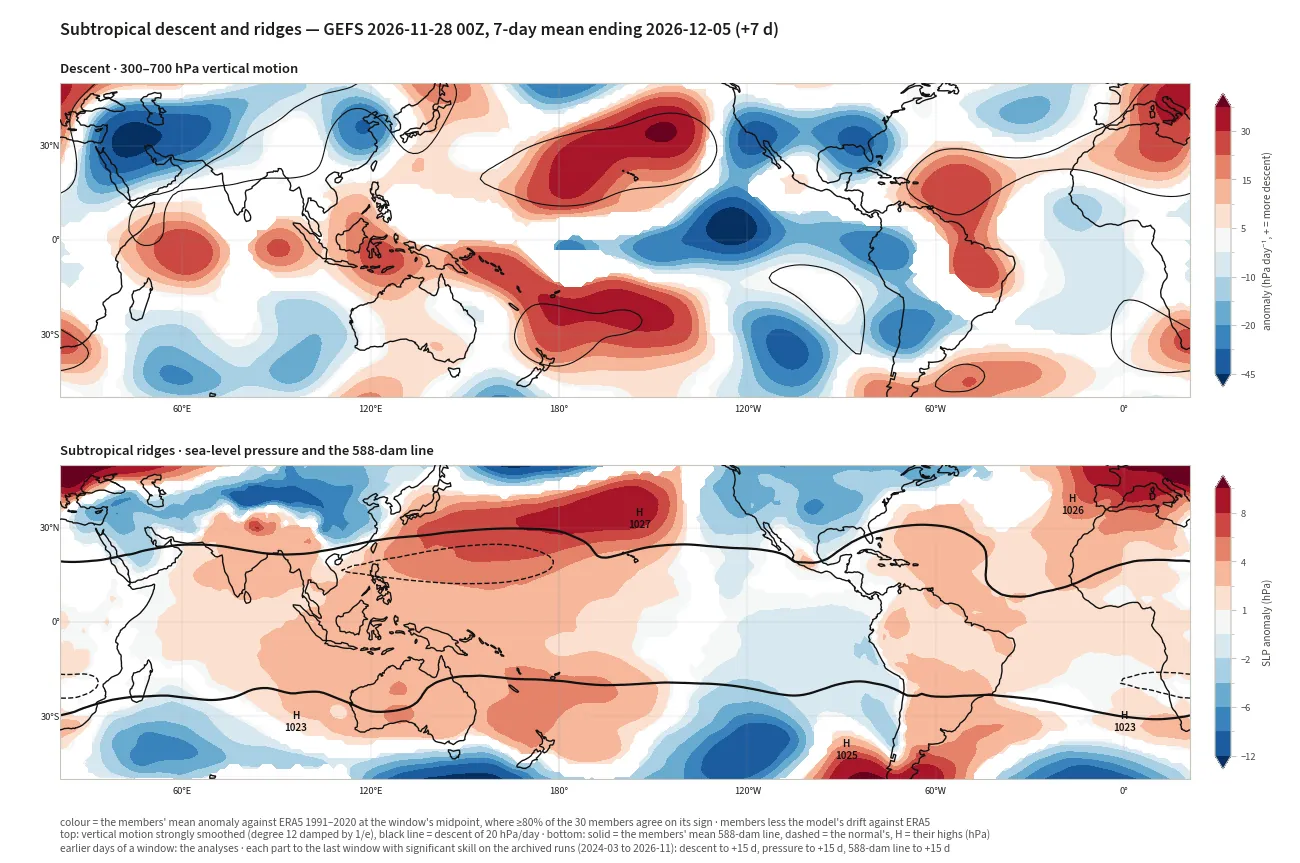 Subtropical descent and ridges — GEFS 2026-11-28 00Z, 7-day mean ending 2026-12-05 (+7 d)
Descent · 300–700 hPa vertical motion
30°N
0°
30°S
60°E
120°E
180°
120°W
60°W
0°
30
15
5
−10
−20
−45
anomaly (hPa day⁻¹, + = more descent)
Subtropical ridges · sea-level pressure and the 588-dam line
H
1027
H
1026
H
1023
H
1025
H
1023
30°N
0°
30°S
60°E
120°E
180°
120°W
60°W
0°
8
4
1
−2
−6
−12
SLP anomaly (hPa)
colour = the members' mean anomaly against ERA5 1991–2020 at the window's midpoint, where ≥80% of the 30 members agree on its sign · members less the model's drift against ERA5
top: vertical motion strongly smoothed (degree 12 damped by 1/e), black line = descent of 20 hPa/day · bottom: solid = the members' mean 588-dam line, dashed = the normal's, H = their highs (hPa)
earlier days of a window: the analyses · each part to the last window with significant skill on the archived runs (2024-03 to 2026-11): descent to +15 d, pressure to +15 d, 588-dam line to +15 d